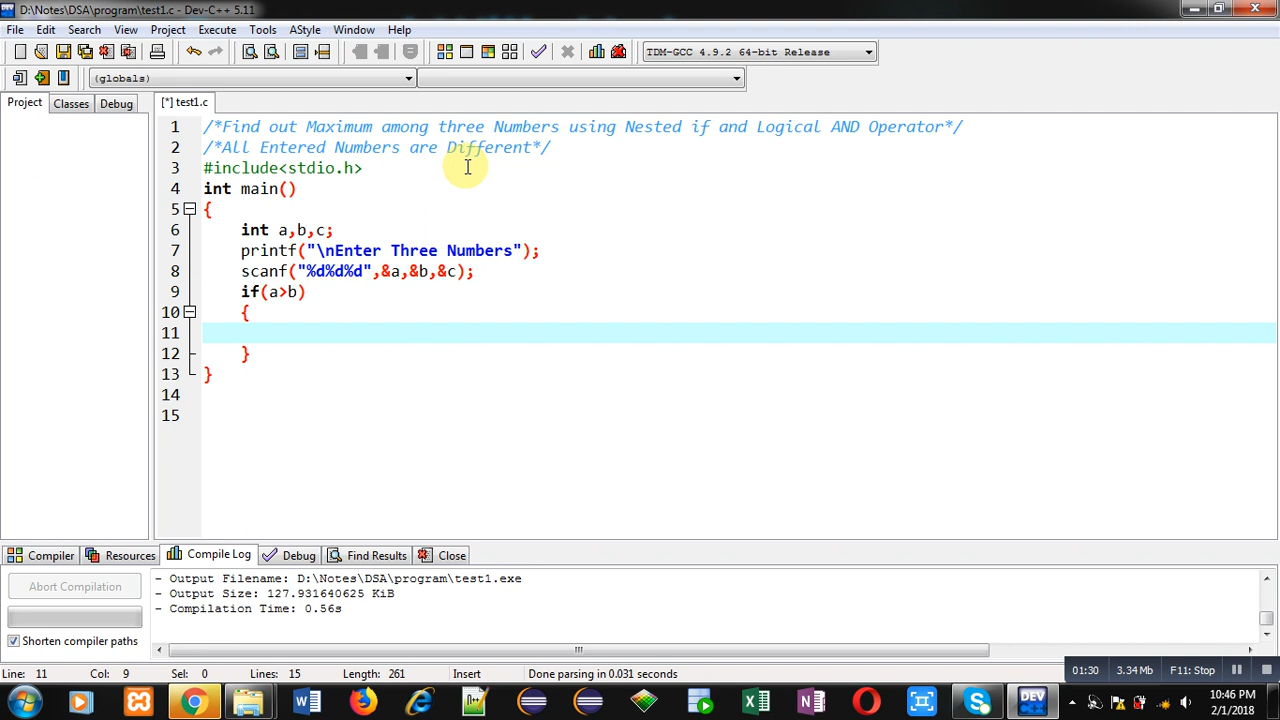 D:\Notes\DSA\program\test1.c - Dev-C++ 5.11
File Edit Search View Project Execute Tools AStyle Window Help
TDM-GCC 4.9.2 64-bit Release
(globals)
Project Classes Debug [*] test1.c
1 /*Find out Maximum among three Numbers using Nested if and Logical AND Operator*/
2 /*All Entered Numbers are Different*/
3 #include<stdio.h>
4 int main()
5 {
6 int a,b,c;
7 printf("\nEnter Three Numbers");
8 scanf("%d%d%d",&a,&b,&c);
9 if(a>b)
10 {
11
12 }
13 }
14
15
Compiler Resources Compile Log Debug Find Results Close
Abort Compilation
Shorten compiler paths
- Output Filename: D:\Notes\DSA\program\test1.exe
- Output Size: 127.931640625 KiB
- Compilation Time: 0.56s
Line: 11 Col: 9 Sel: 0 Lines: 15 Length: 261 Insert Done parsing in 0.031 seconds
01:30 3.34 Mb F11: Stop
DEV
10:46 PM
2/1/2018